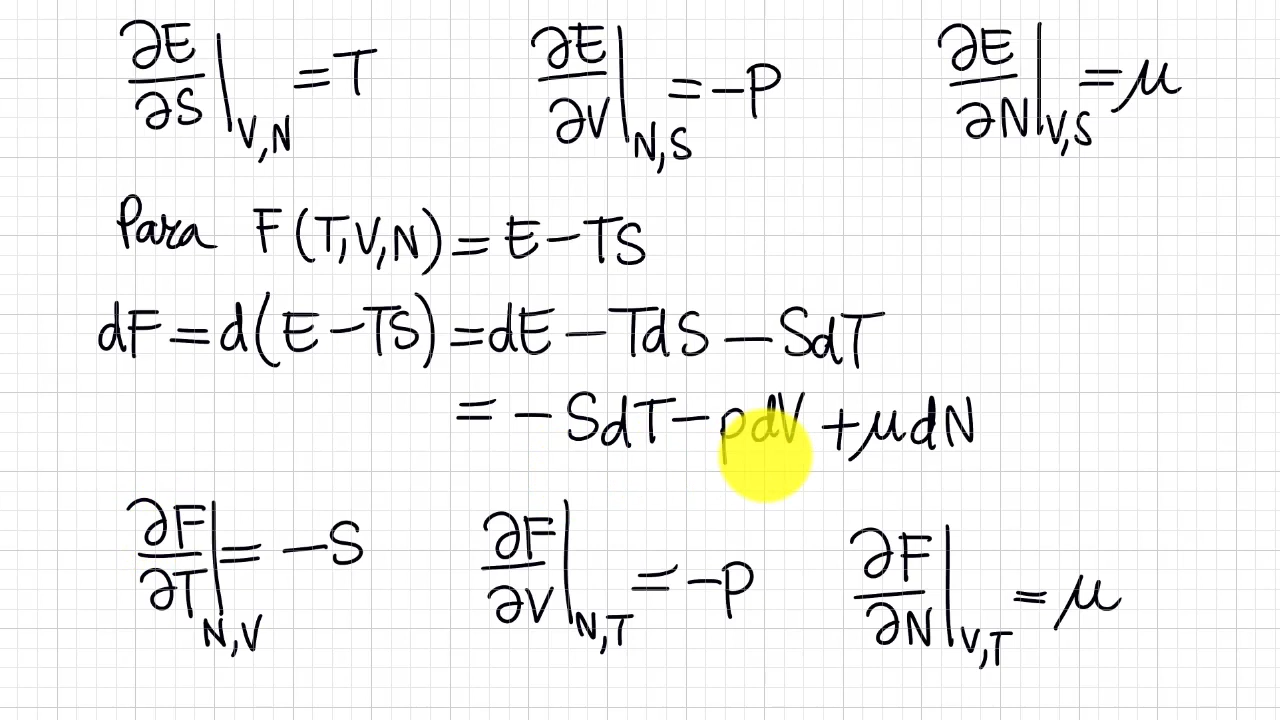 ∂E/∂S|V,N = T   ∂E/∂V|N,S = -P   ∂E/∂N|V,S = μ
Para F(T,V,N) = E - TS
dF = d(E - TS) = dE - TdS - SdT
= - SdT - pdV + μdN
∂F/∂T|N,V = -S   ∂F/∂V|N,T = -P   ∂F/∂N|V,T = μ